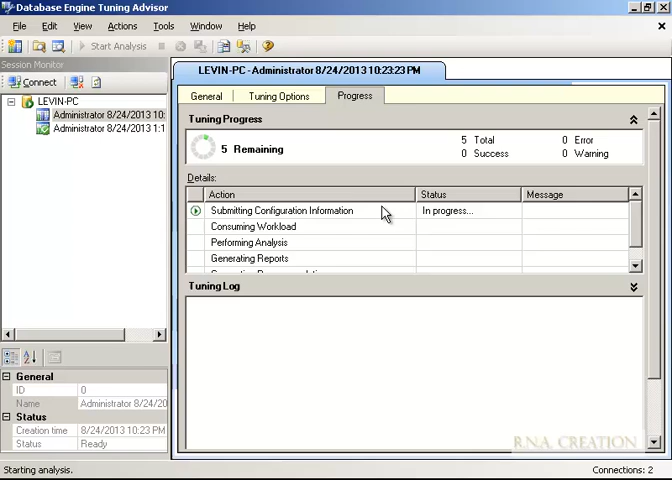 Database Engine Tuning Advisor
File Edit View Actions Tools Window Help
Start Analysis
Session Monitor
Connect
LEVIN-PC
Administrator 8/24/2013 10:
Administrator 8/24/2013 1:1
LEVIN-PC - Administrator 8/24/2013 10:23:23 PM
General Tuning Options Progress
Tuning Progress
5 Remaining
5 Total 0 Error
0 Success 0 Warning
Details:
Action Status Message
Submitting Configuration Information In progress...
Consuming Workload
Performing Analysis
Generating Reports
Tuning Log
General
ID 0
Name Administrator 8/24/20
Status
Creation time 8/24/2013 10:23 PM
Status Ready
R.N.A. CREATION
Starting analysis. Connections: 2